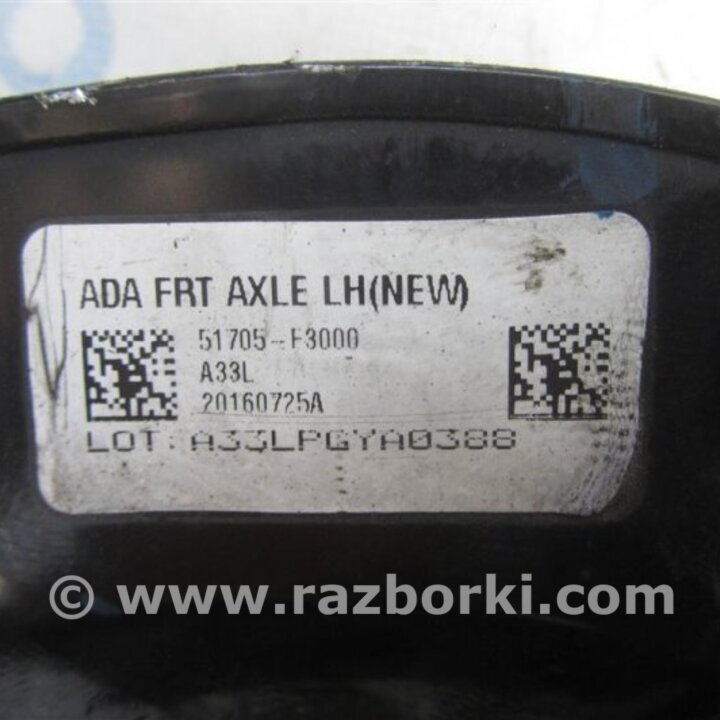 ADA FRT AXLE LH(NEW)
51705-F3000
A33L
20160725A
LOT: A33LPGYA0388
© www.razborki.com